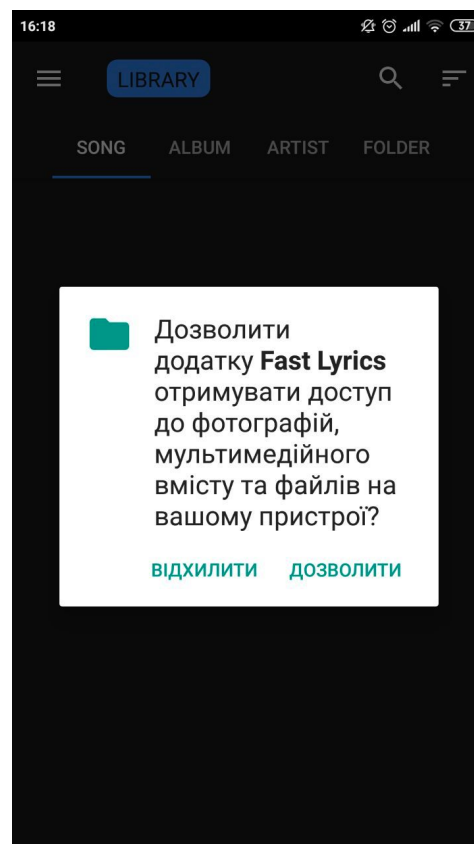 16:18
37
LIBRARY
SONG ALBUM ARTIST FOLDER
Дозволити
додатку Fast Lyrics
отримувати доступ
до фотографій,
мультимедійного
вмісту та файлів на
вашому пристрої?
ВІДХИЛИТИ ДОЗВОЛИТИ